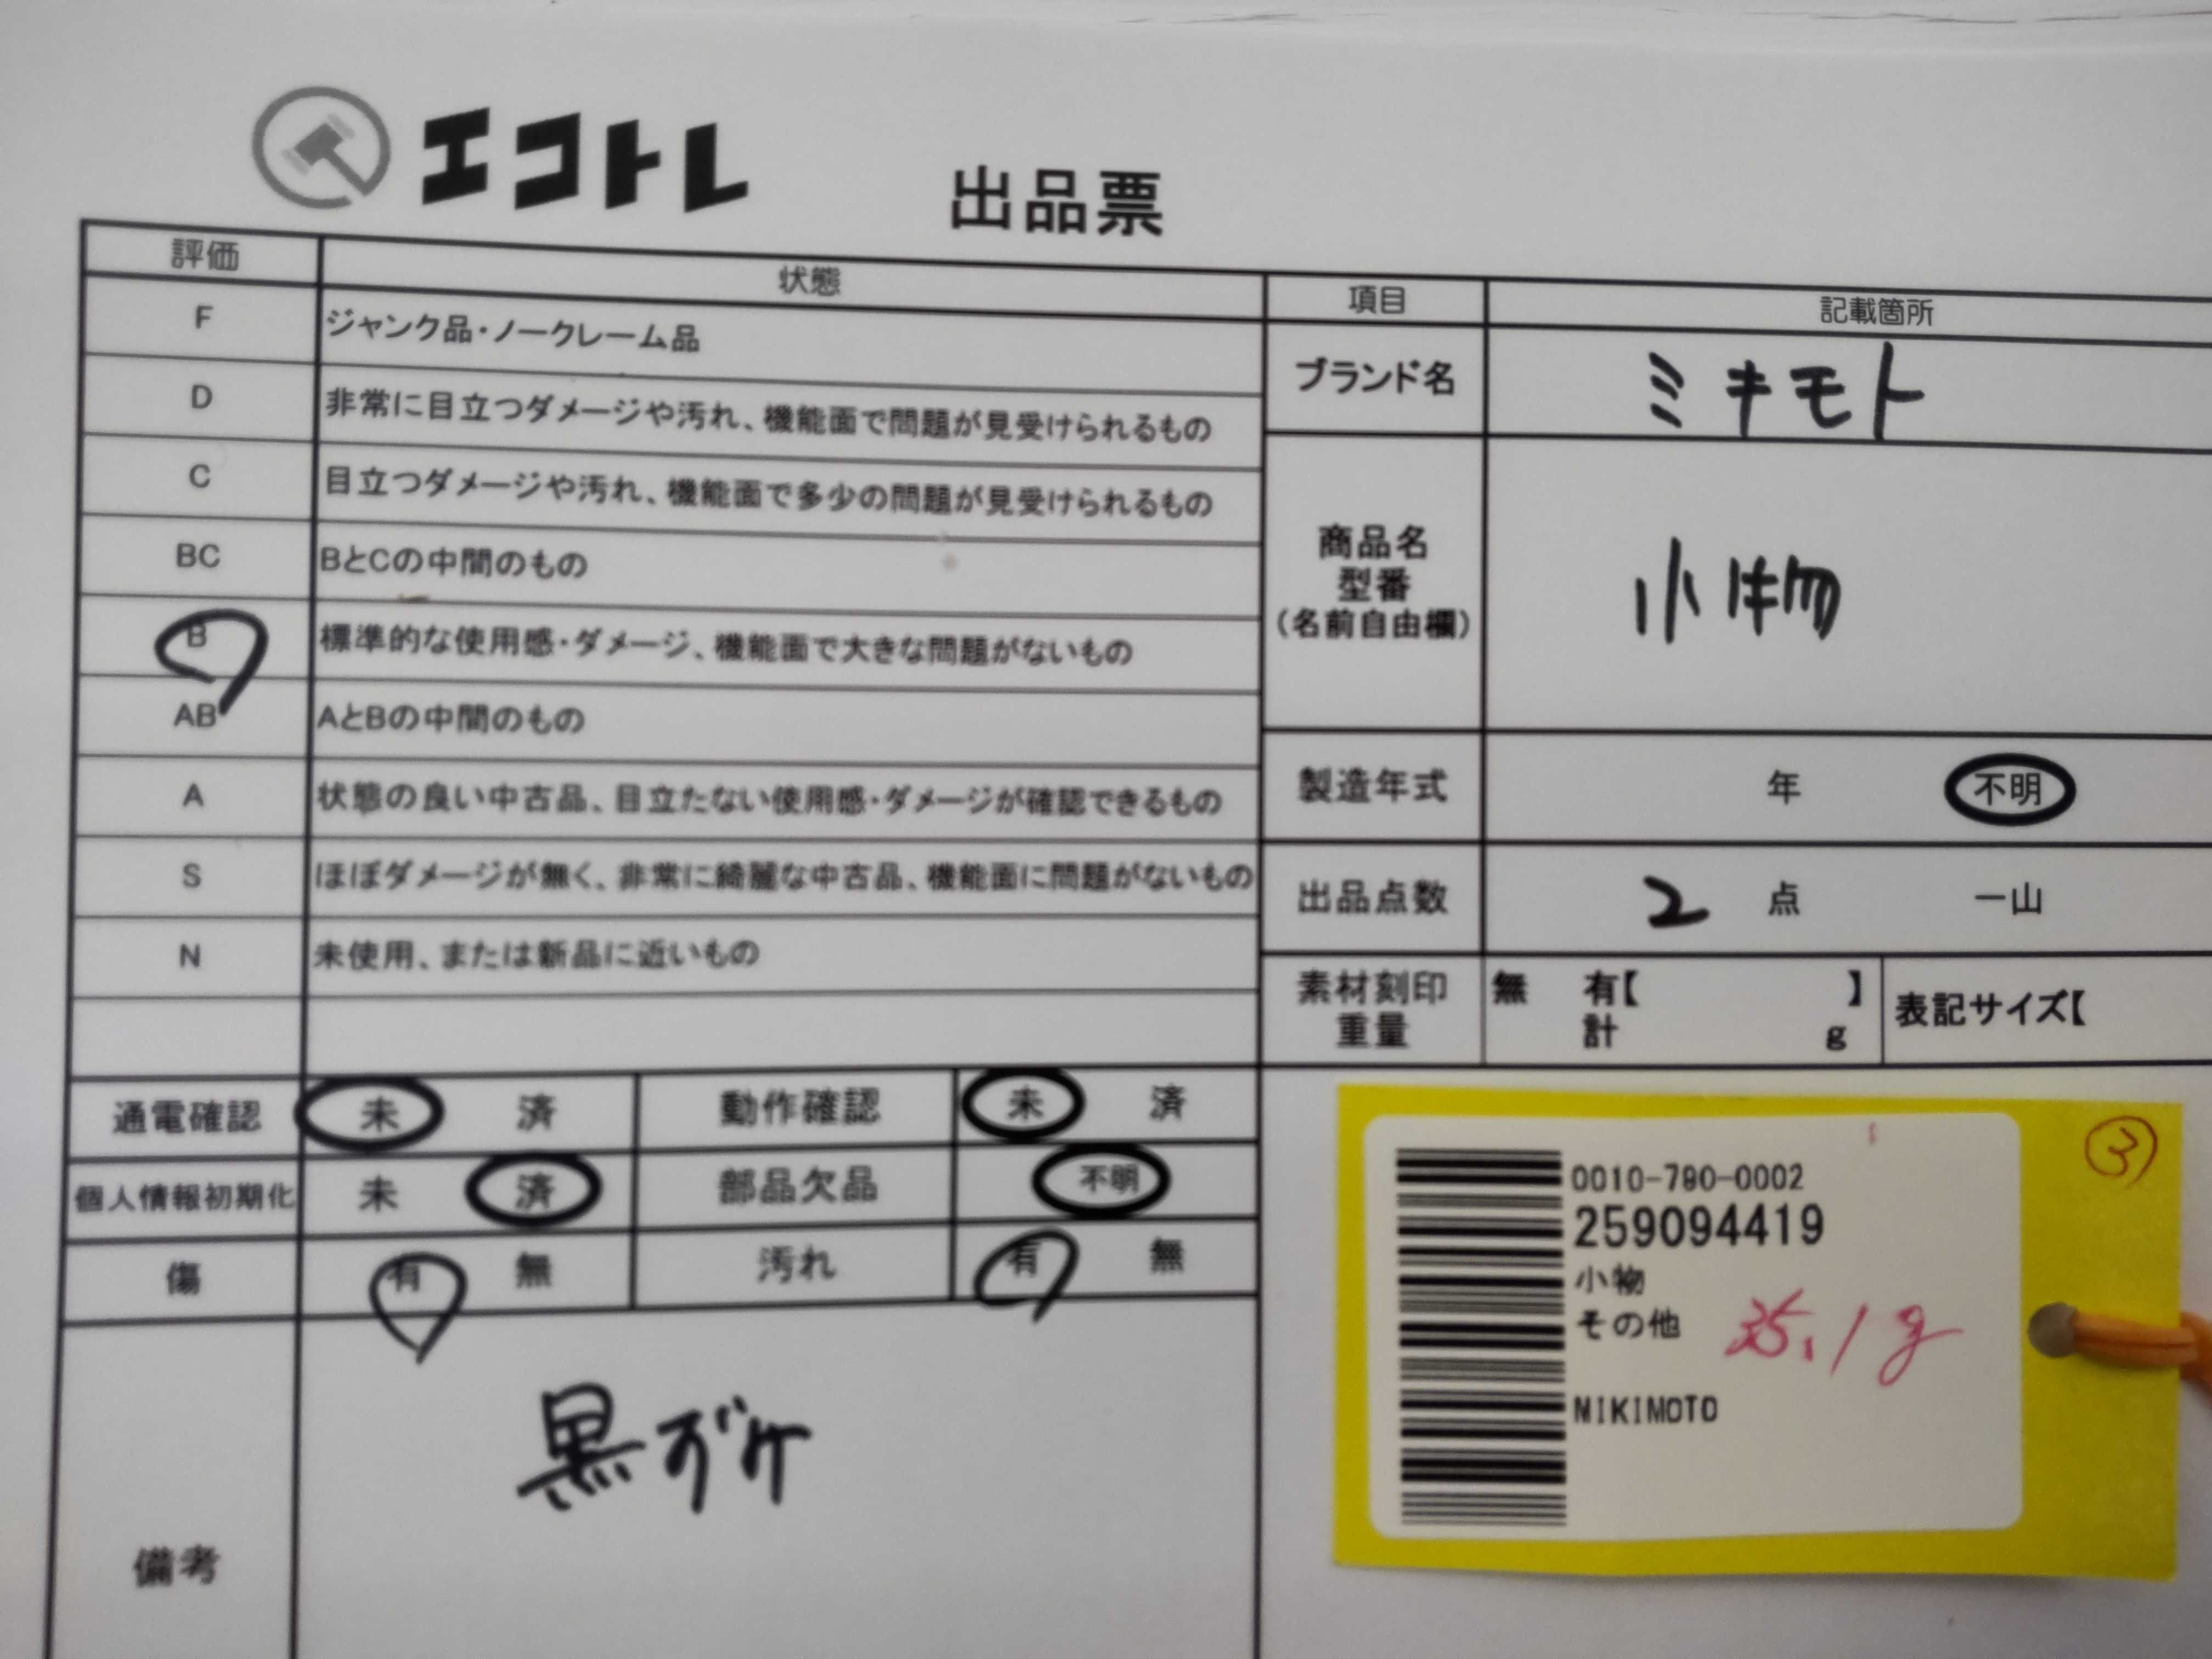 エコトレ
出品票
評価 状態
F ジャンク品・ノークレーム品
D 非常に目立つダメージや汚れ、機能面で問題が見受けられるもの
C 目立つダメージや汚れ、機能面で多少の問題が見受けられるもの
BC BとCの中間のもの
B 標準的な使用感・ダメージ、機能面で大きな問題がないもの
AB AとBの中間のもの
A 状態の良い中古品、目立たない使用感・ダメージが確認できるもの
S ほぼダメージが無く、非常に綺麗な中古品、機能面に問題がないもの
N 未使用、または新品に近いもの
項目 記載箇所
ブランド名 ミキモト
商品名
型番
(名前自由欄)
小物
製造年式 年 不明
出品点数 2 点 一山
素材刻印 無 有【 】
重量 計 g
表記サイズ【
通電確認 未 済 動作確認 未 済
個人情報初期化 未 済 部品欠品 不明
傷 有 無 汚れ 有 無
備考
黒ズケ
③
0010-780-0002
259094419
小物
その他
35.1g
MIKIMOTO